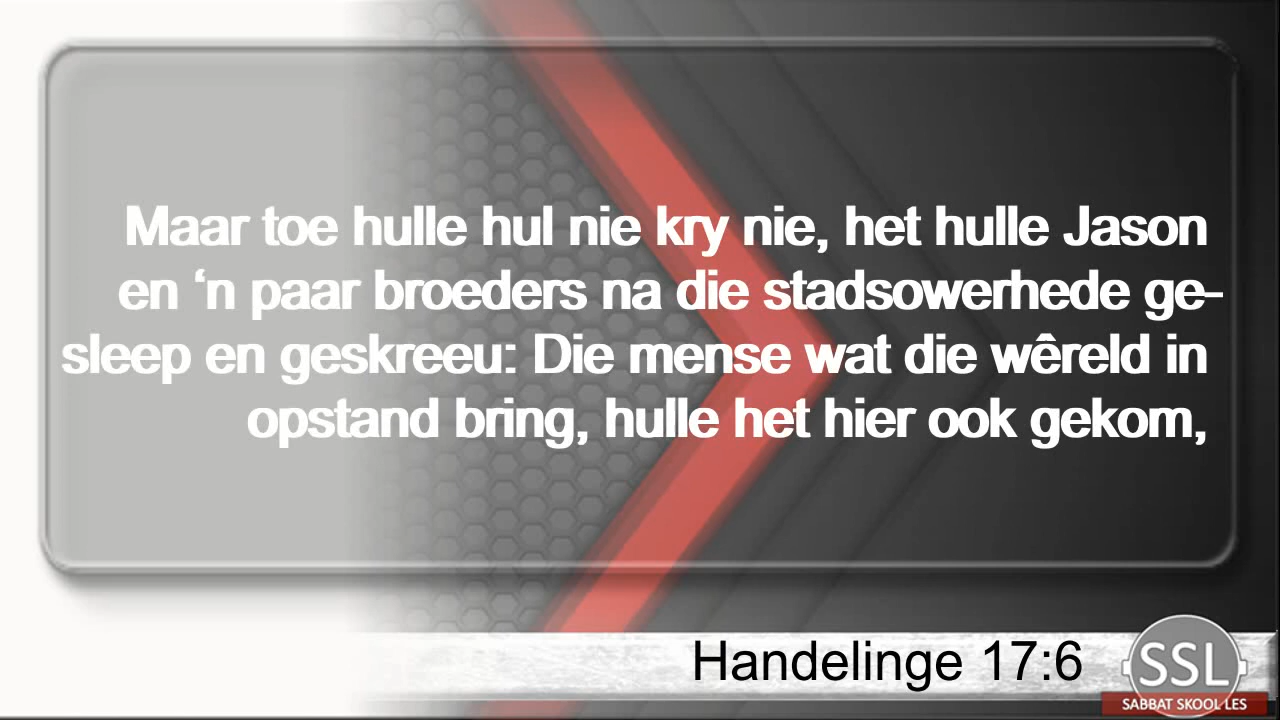 Maar toe hulle hul nie kry nie, het hulle Jason
en ‘n paar broeders na die stadsowerhede ge-
sleep en geskreeu: Die mense wat die wêreld in
opstand bring, hulle het hier ook gekom,
Handelinge 17:6
SSL
SABBAT SKOOL LES